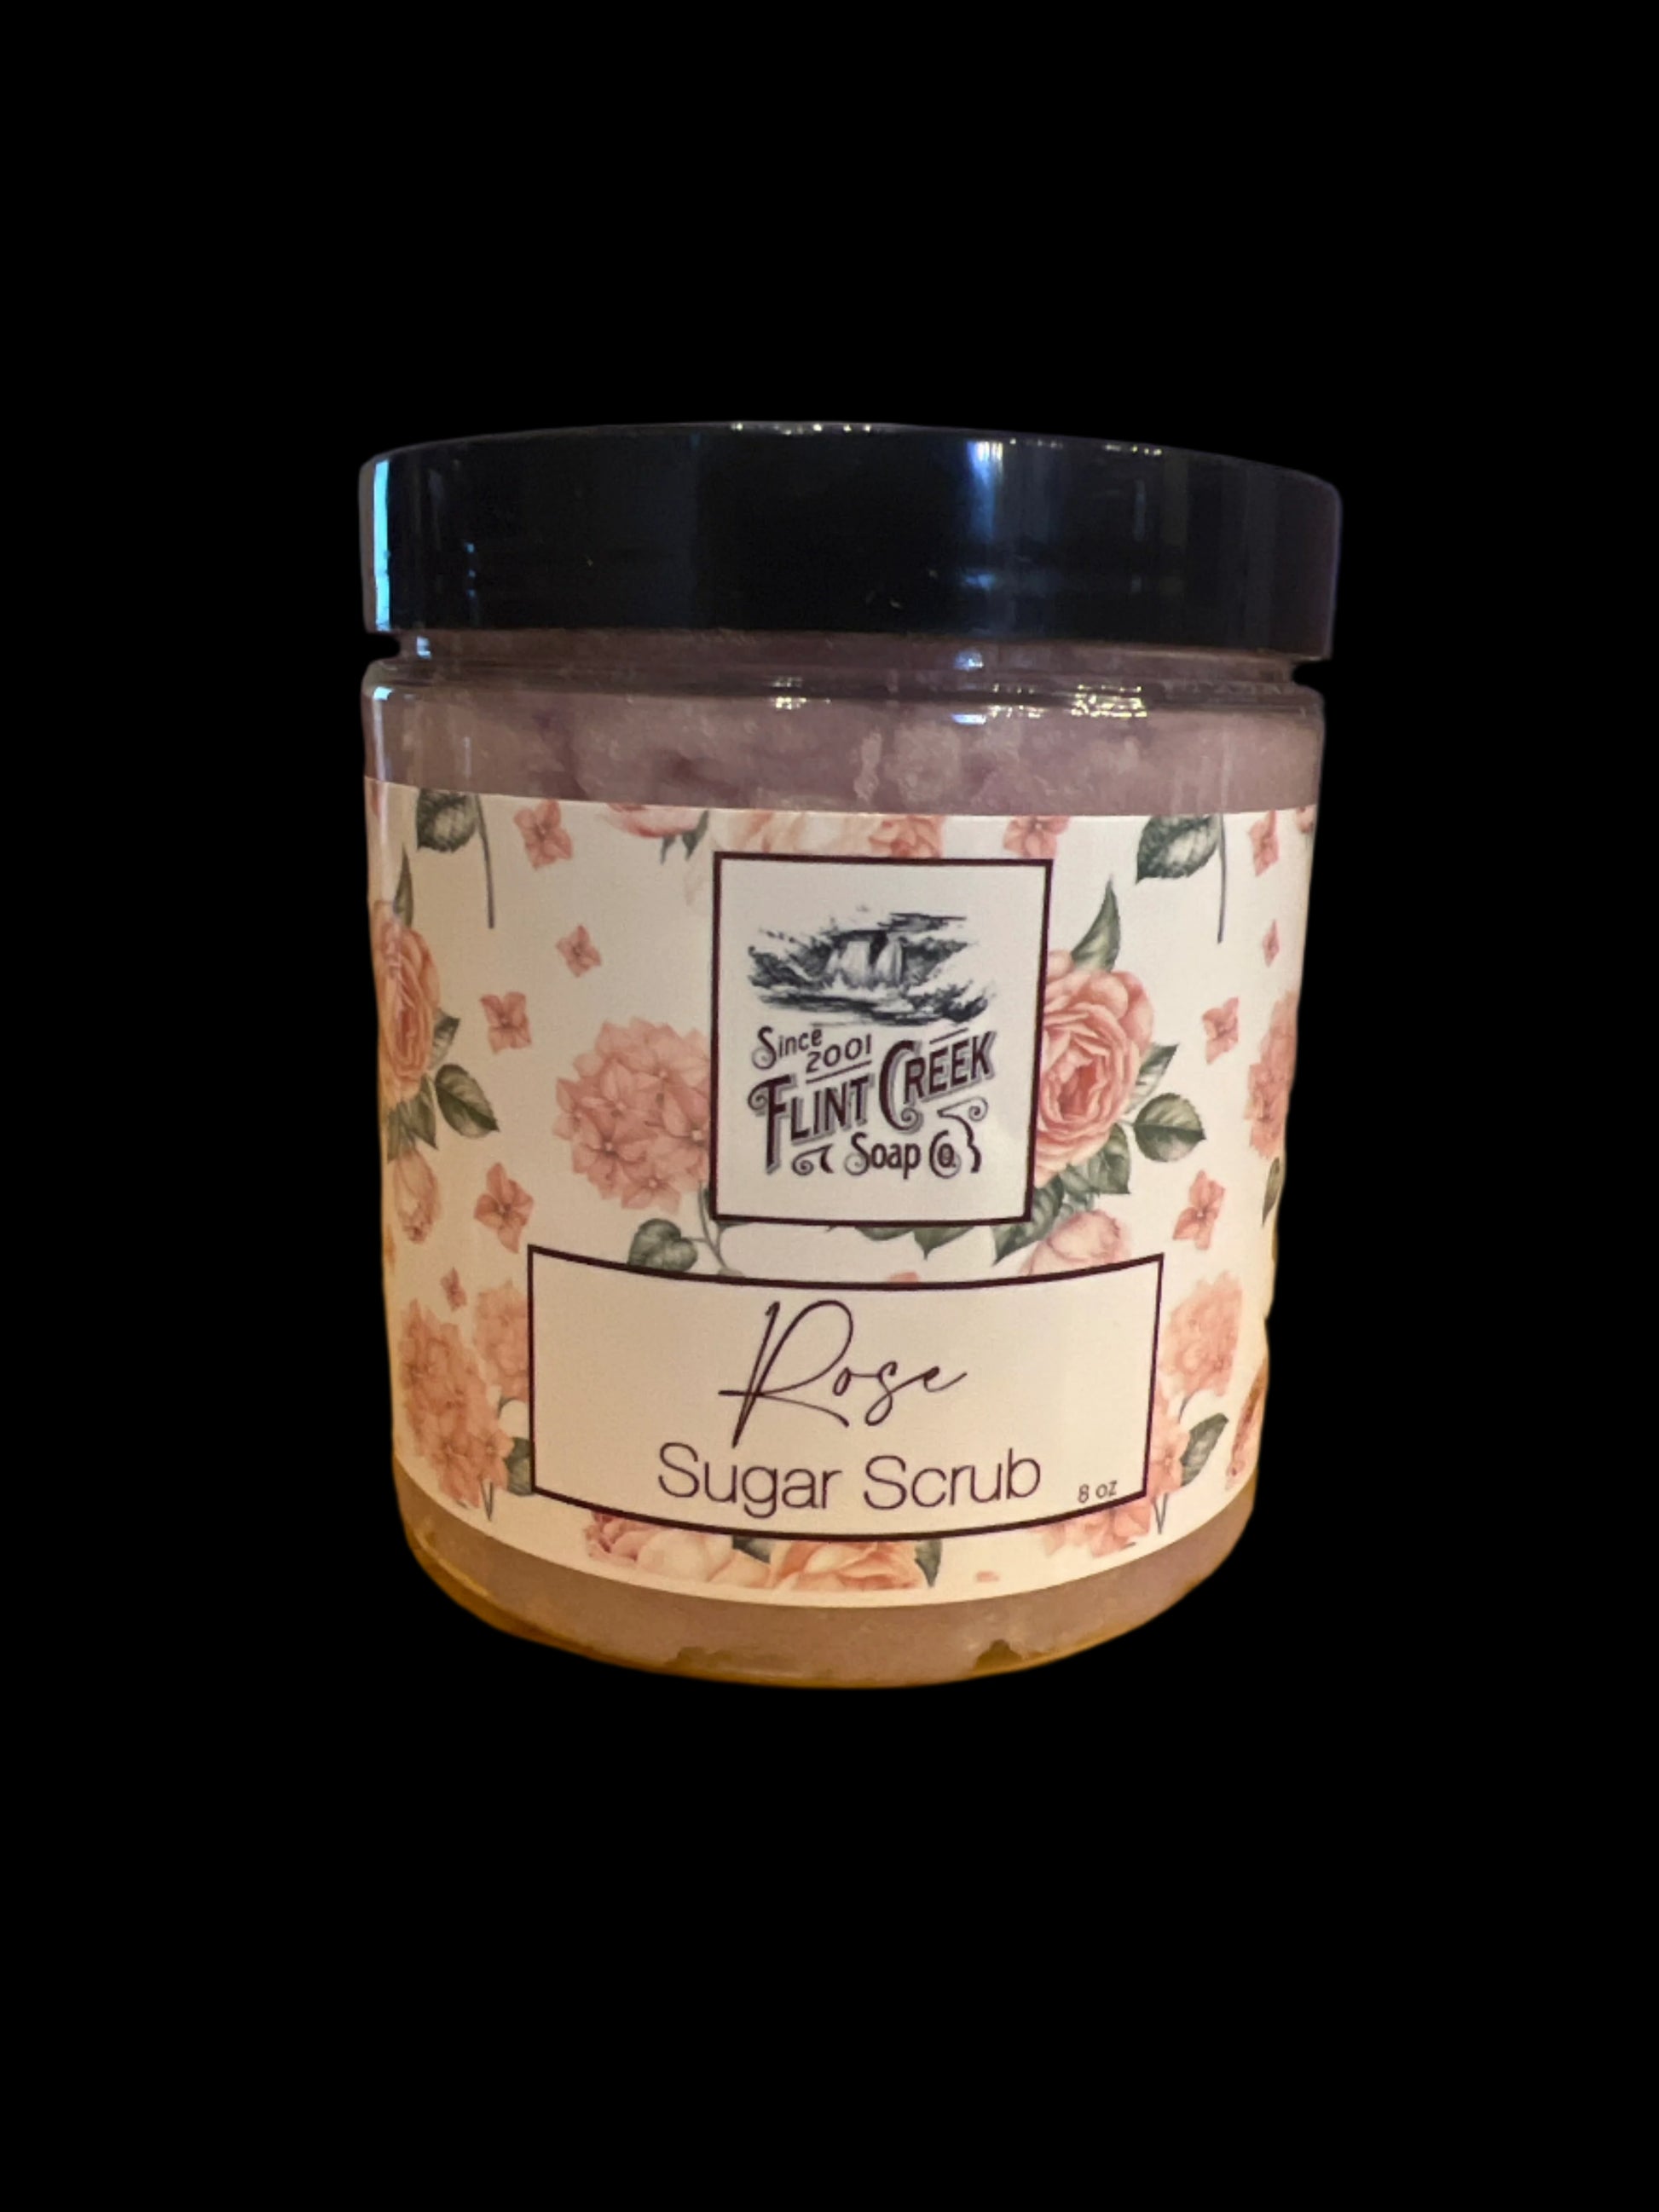 Since
2001
FLINT CREEK
Soap Co.
Rose
Sugar Scrub
8 oz